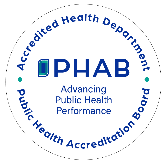 Accredited Health Department
PHAB
Advancing
Public Health
Performance
Public Health Accreditation Board